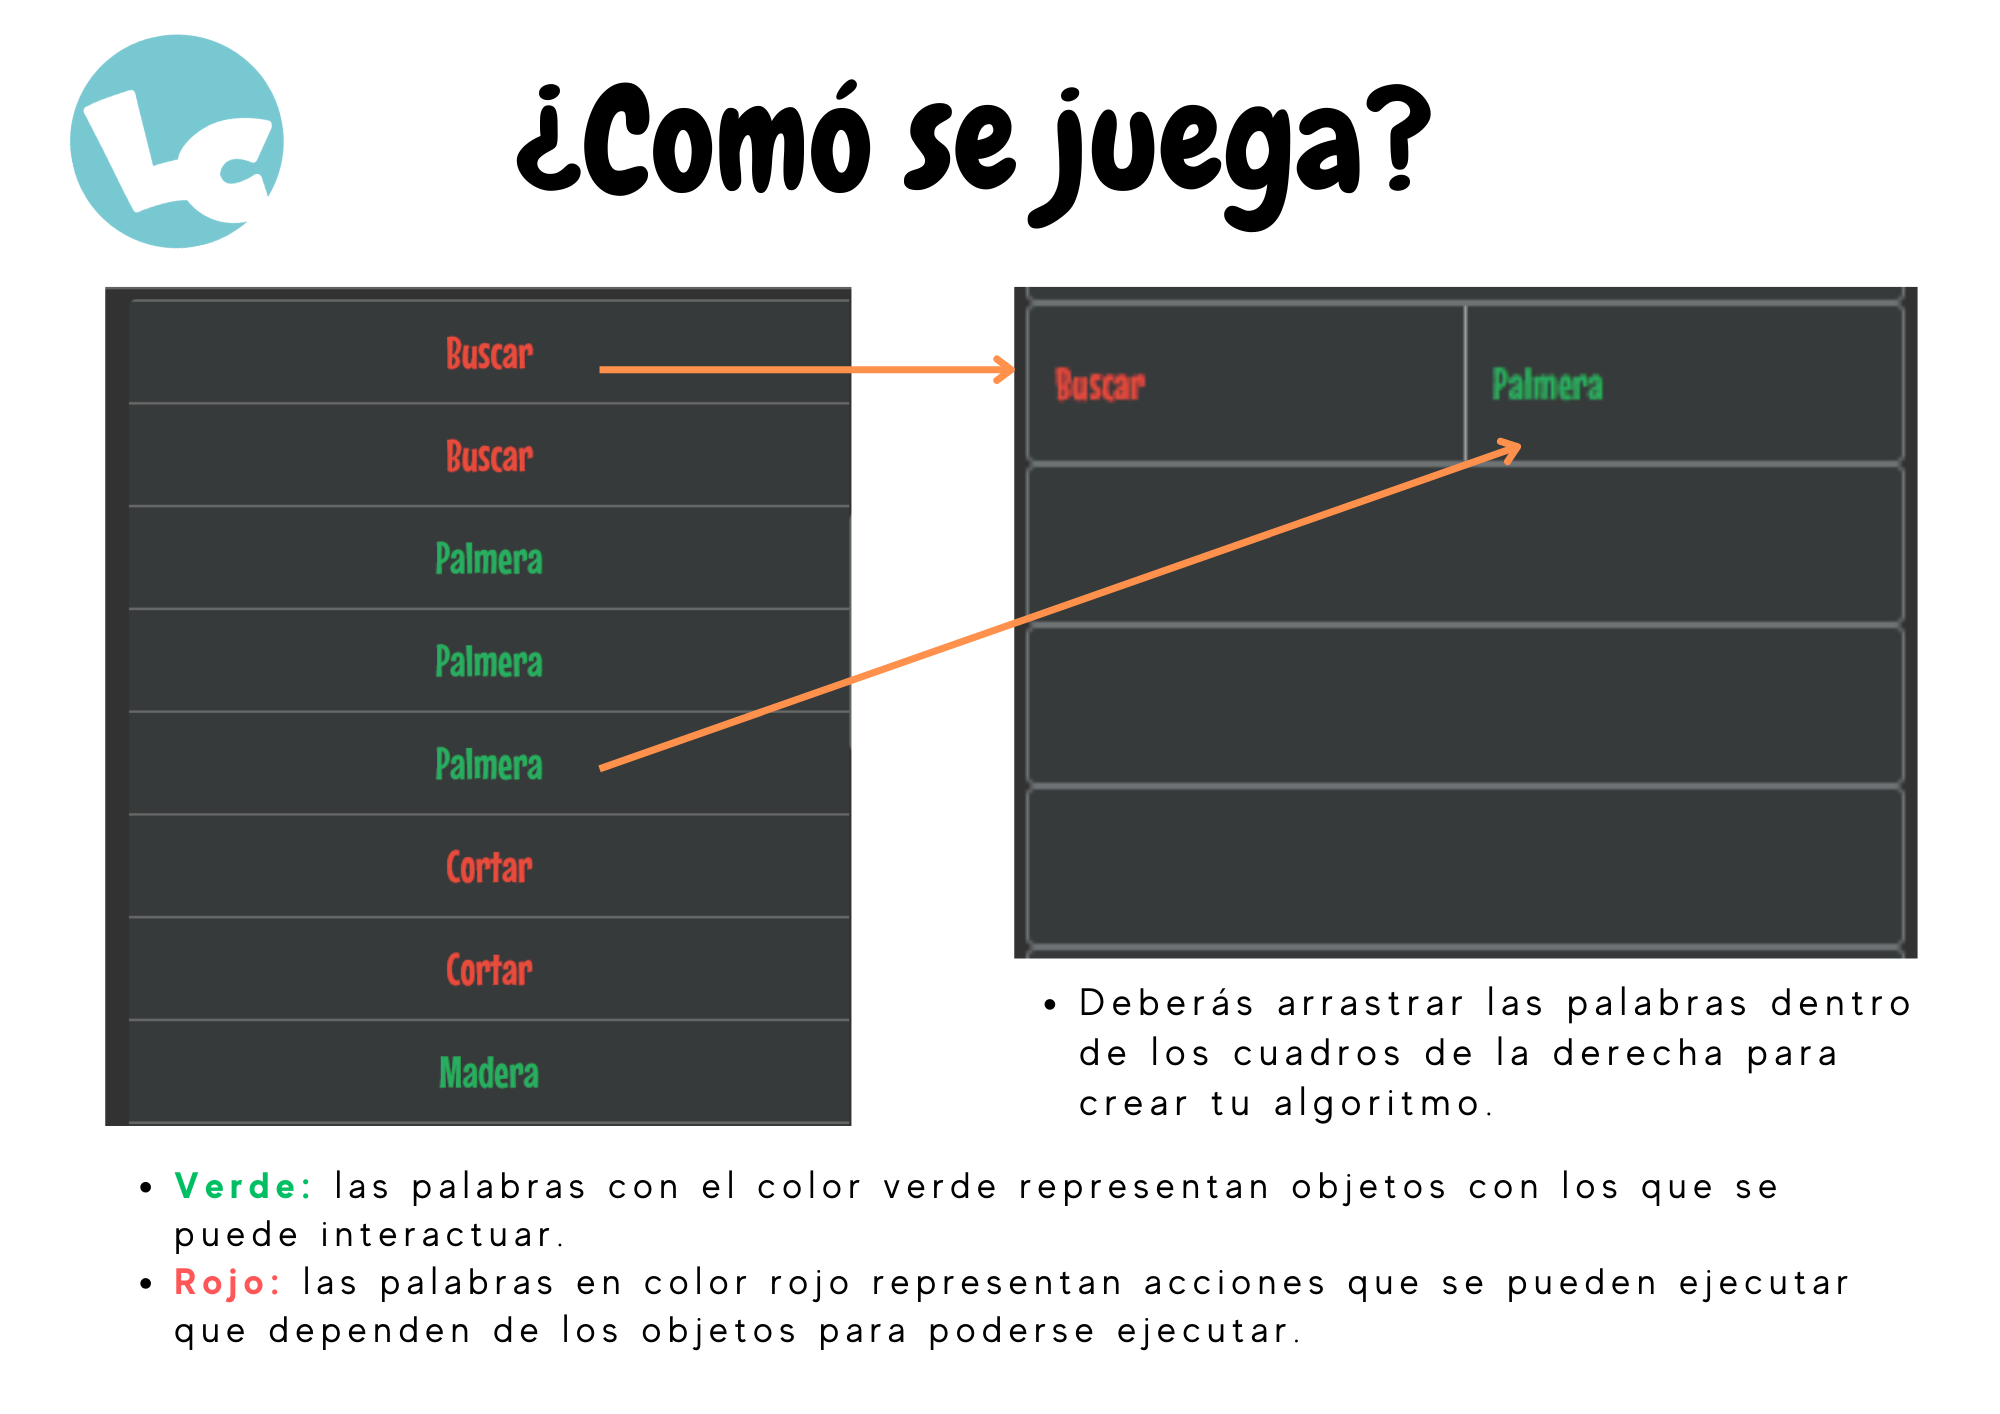 LC
¿Comó se juega?
Buscar
Buscar
Palmera
Palmera
Palmera
Cortar
Cortar
Madera
Buscar Palmera
• Deberás arrastrar las palabras dentro
de los cuadros de la derecha para
crear tu algoritmo.
• Verde: las palabras con el color verde representan objetos con los que se
puede interactuar.
• Rojo: las palabras en color rojo representan acciones que se pueden ejecutar
que dependen de los objetos para poderse ejecutar.